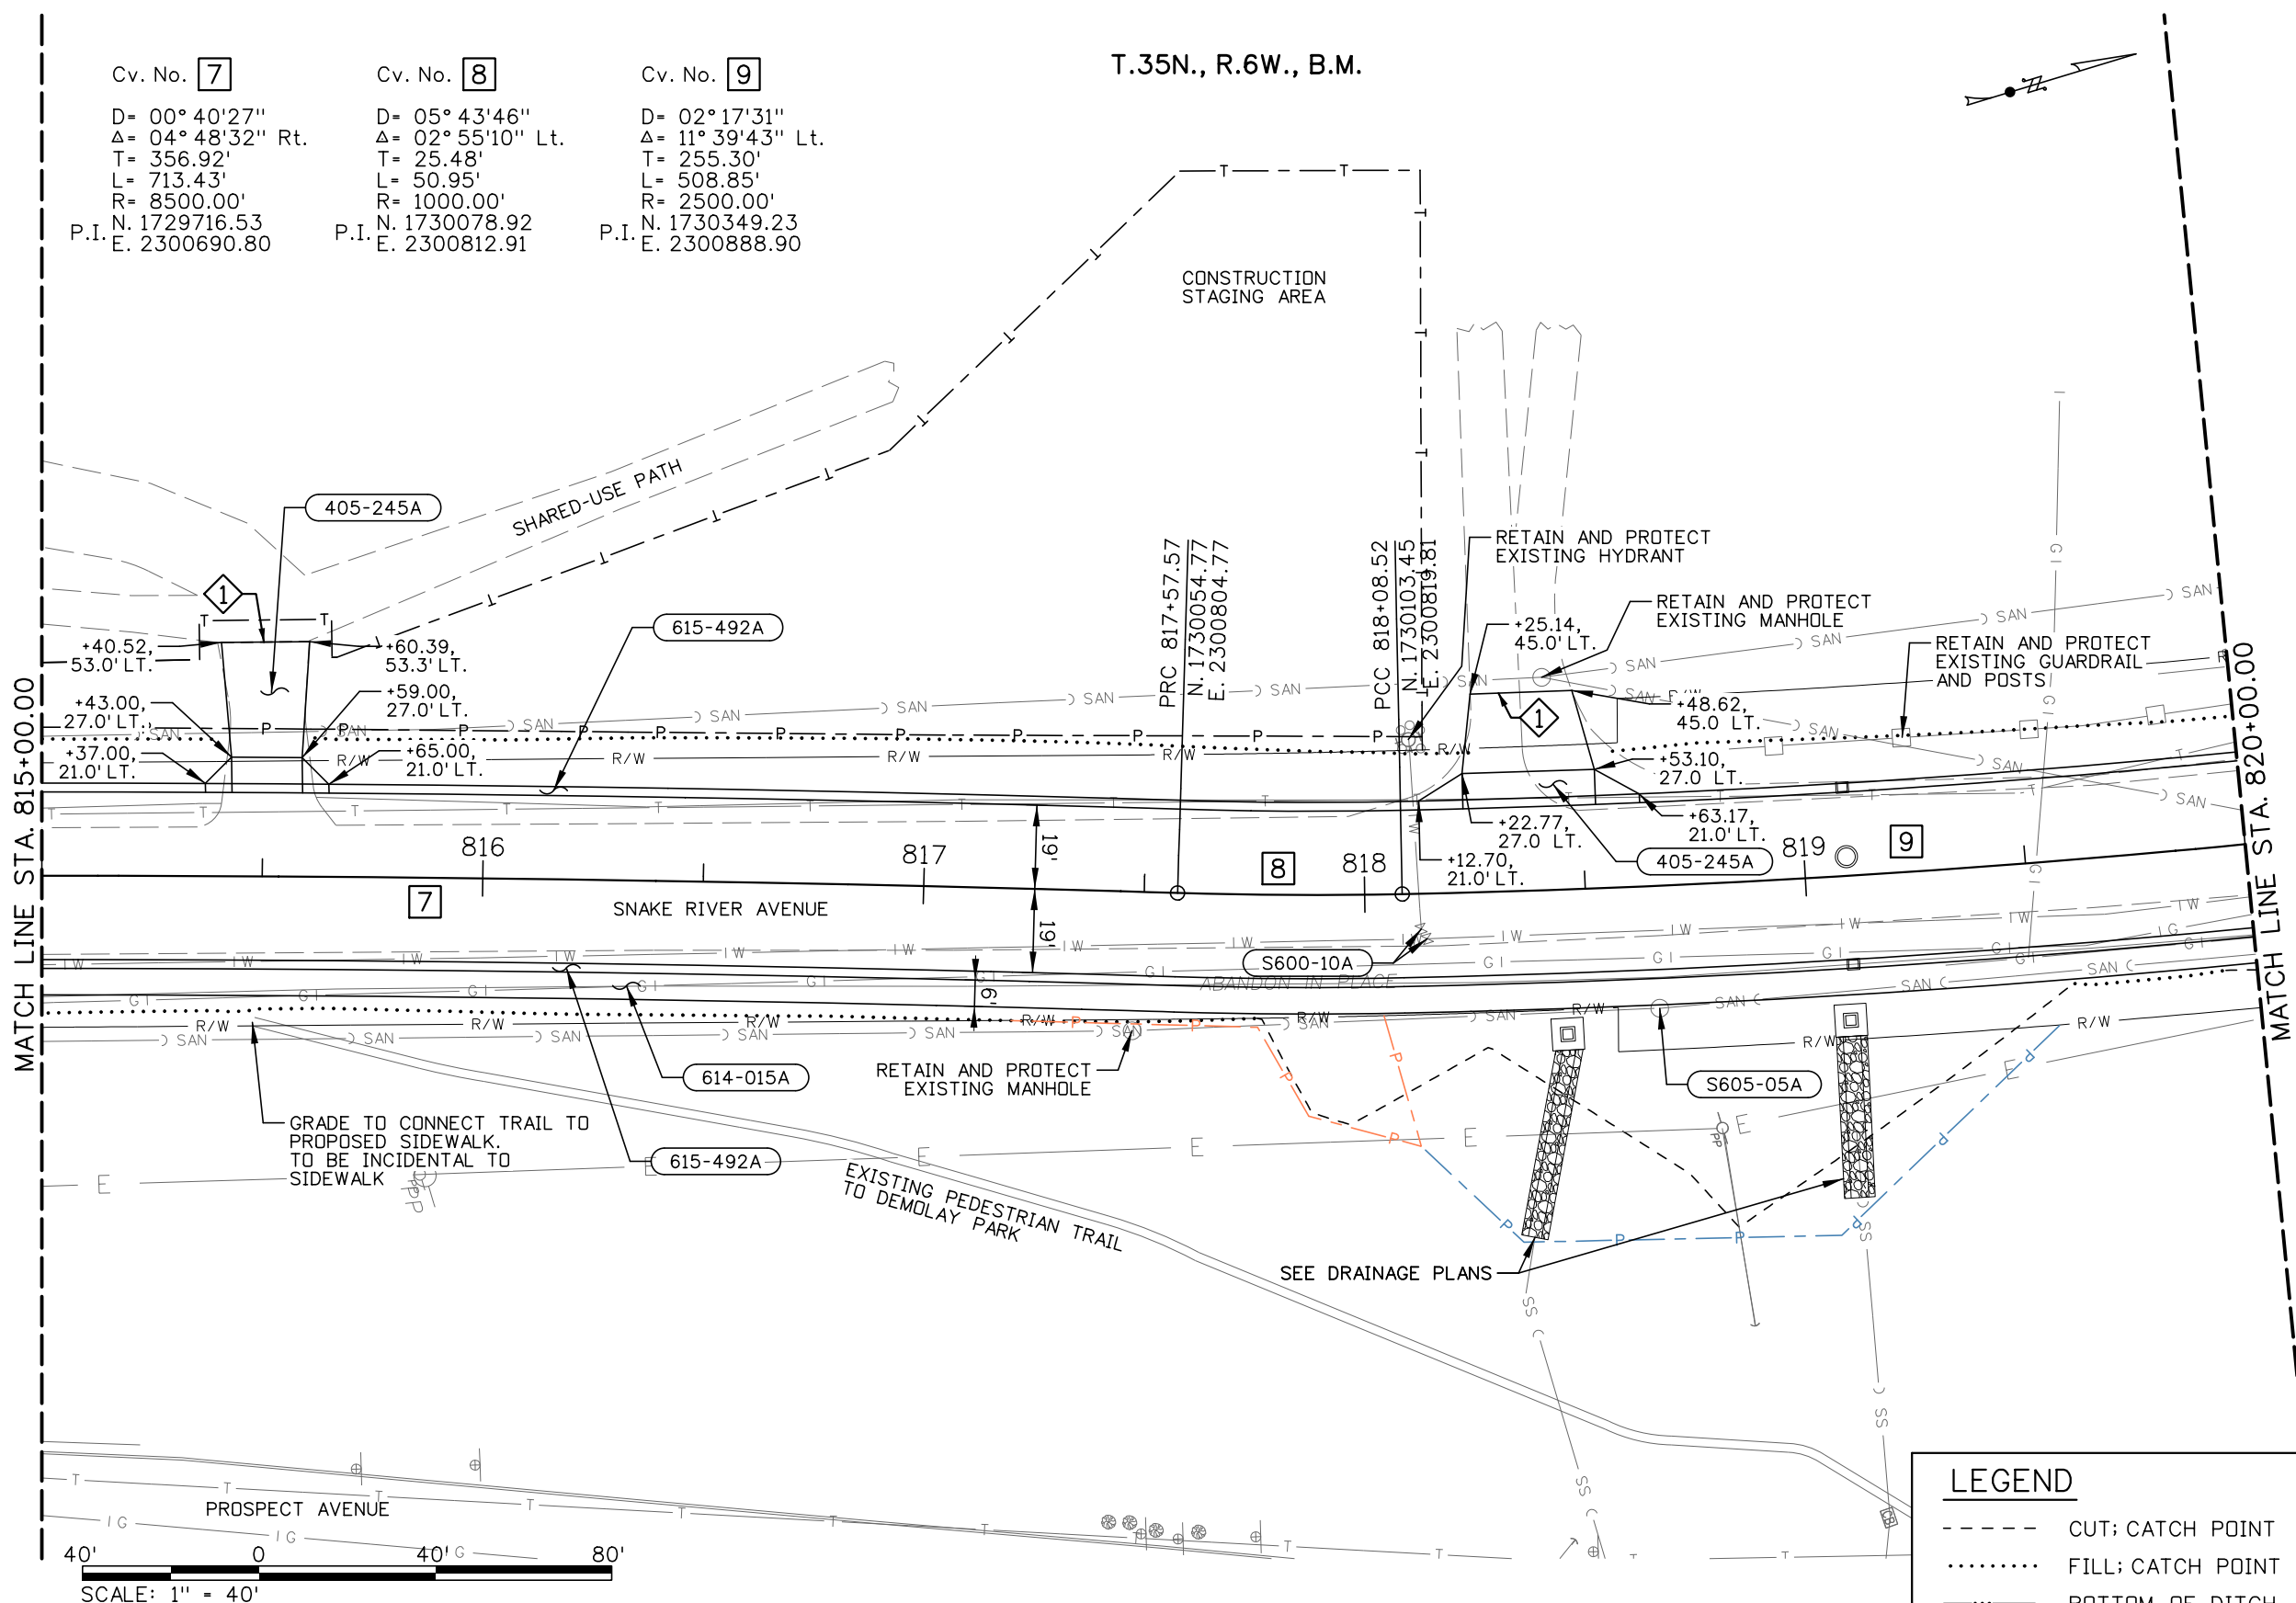 T.35N., R.6W., B.M.
Cv. No. 7
D= 00°40'27"
Δ= 04°48'32" Rt.
T= 356.92'
L= 713.43'
R= 8500.00'
P.I. N. 1729716.53
E. 2300690.80
Cv. No. 8
D= 05°43'46"
Δ= 02°55'10" Lt.
T= 25.48'
L= 50.95'
R= 1000.00'
P.I. N. 1730078.92
E. 2300812.91
Cv. No. 9
D= 02°17'31"
Δ= 11°39'43" Lt.
T= 255.30'
L= 508.85'
R= 2500.00'
P.I. N. 1730349.23
E. 2300888.90
N
CONSTRUCTION
STAGING AREA
SHARED-USE PATH
405-245A
1
+40.52,
53.0' LT.
+60.39,
53.3' LT.
+43.00,
27.0' LT.
+59.00,
27.0' LT.
+37.00,
21.0' LT.
+65.00,
21.0' LT.
615-492A
PRC 817+57.57
N. 1730054.77
E. 2300804.77
PCC 818+08.52
N. 1730103.45
E. 2300819.81
RETAIN AND PROTECT
EXISTING HYDRANT
RETAIN AND PROTECT
EXISTING MANHOLE
RETAIN AND PROTECT
EXISTING GUARDRAIL
AND POSTS
+25.14,
45.0' LT.
1
+48.62,
45.0 LT.
+53.10,
27.0 LT.
+63.17,
21.0' LT.
+22.77,
27.0 LT.
+12.70,
21.0' LT.
405-245A
MATCH LINE STA. 815+00.00
MATCH LINE STA. 820+00.00
816
817
818
819
7
8
9
SNAKE RIVER AVENUE
19'
19'
6'
S600-10A
ABANDON IN PLACE
614-015A
615-492A
S605-05A
RETAIN AND PROTECT
EXISTING MANHOLE
GRADE TO CONNECT TRAIL TO
PROPOSED SIDEWALK.
TO BE INCIDENTAL TO
SIDEWALK
EXISTING PEDESTRIAN TRAIL
TO DEMOLAY PARK
SEE DRAINAGE PLANS
R/W
SAN
PP
SS
CB
PROSPECT AVENUE
40' 0 40' 80'
SCALE: 1" = 40'
LEGEND
CUT; CATCH POINT
FILL; CATCH POINT
BOTTOM OF DITCH